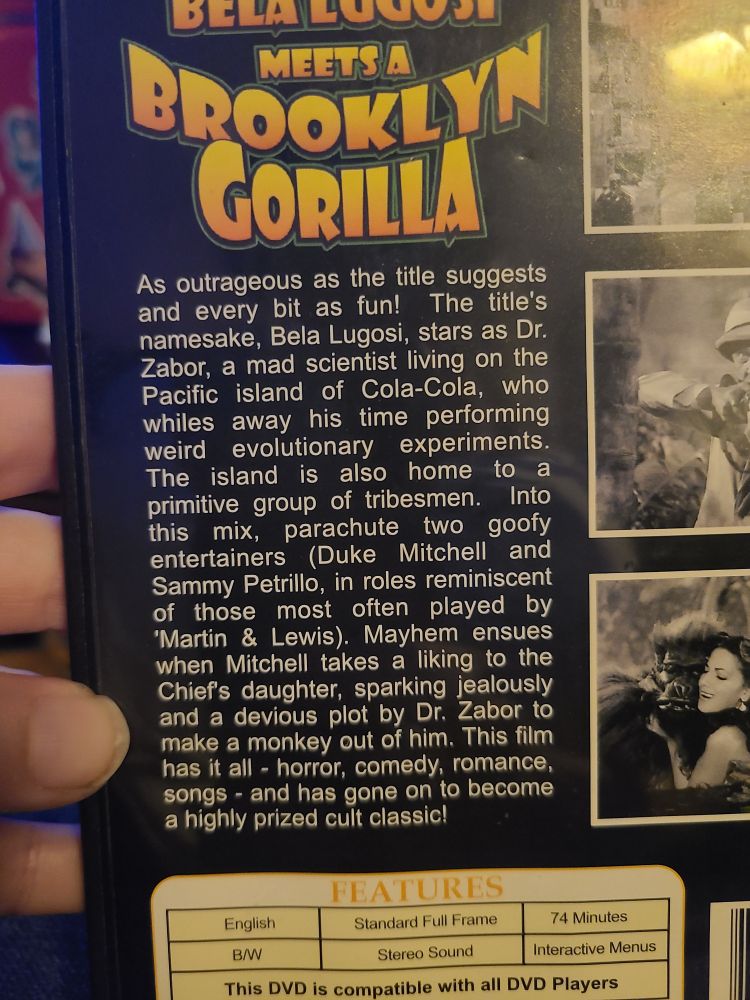 BELA LUGOSI
MEETS A
BROOKLYN
GORILLA
As outrageous as the title suggests
and every bit as fun! The title's
namesake, Bela Lugosi, stars as Dr.
Zabor, a mad scientist living on the
Pacific island of Cola-Cola, who
whiles away his time performing
weird evolutionary experiments.
The island is also home to a
primitive group of tribesmen. Into
this mix, parachute two goofy
entertainers (Duke Mitchell and
Sammy Petrillo, in roles reminiscent
of those most often played by
'Martin & Lewis). Mayhem ensues
when Mitchell takes a liking to the
Chief's daughter, sparking jealously
and a devious plot by Dr. Zabor to
make a monkey out of him. This film
has it all - horror, comedy, romance,
songs - and has gone on to become
a highly prized cult classic!
FEATURES
English Standard Full Frame 74 Minutes
B/W Stereo Sound Interactive Menus
This DVD is compatible with all DVD Players